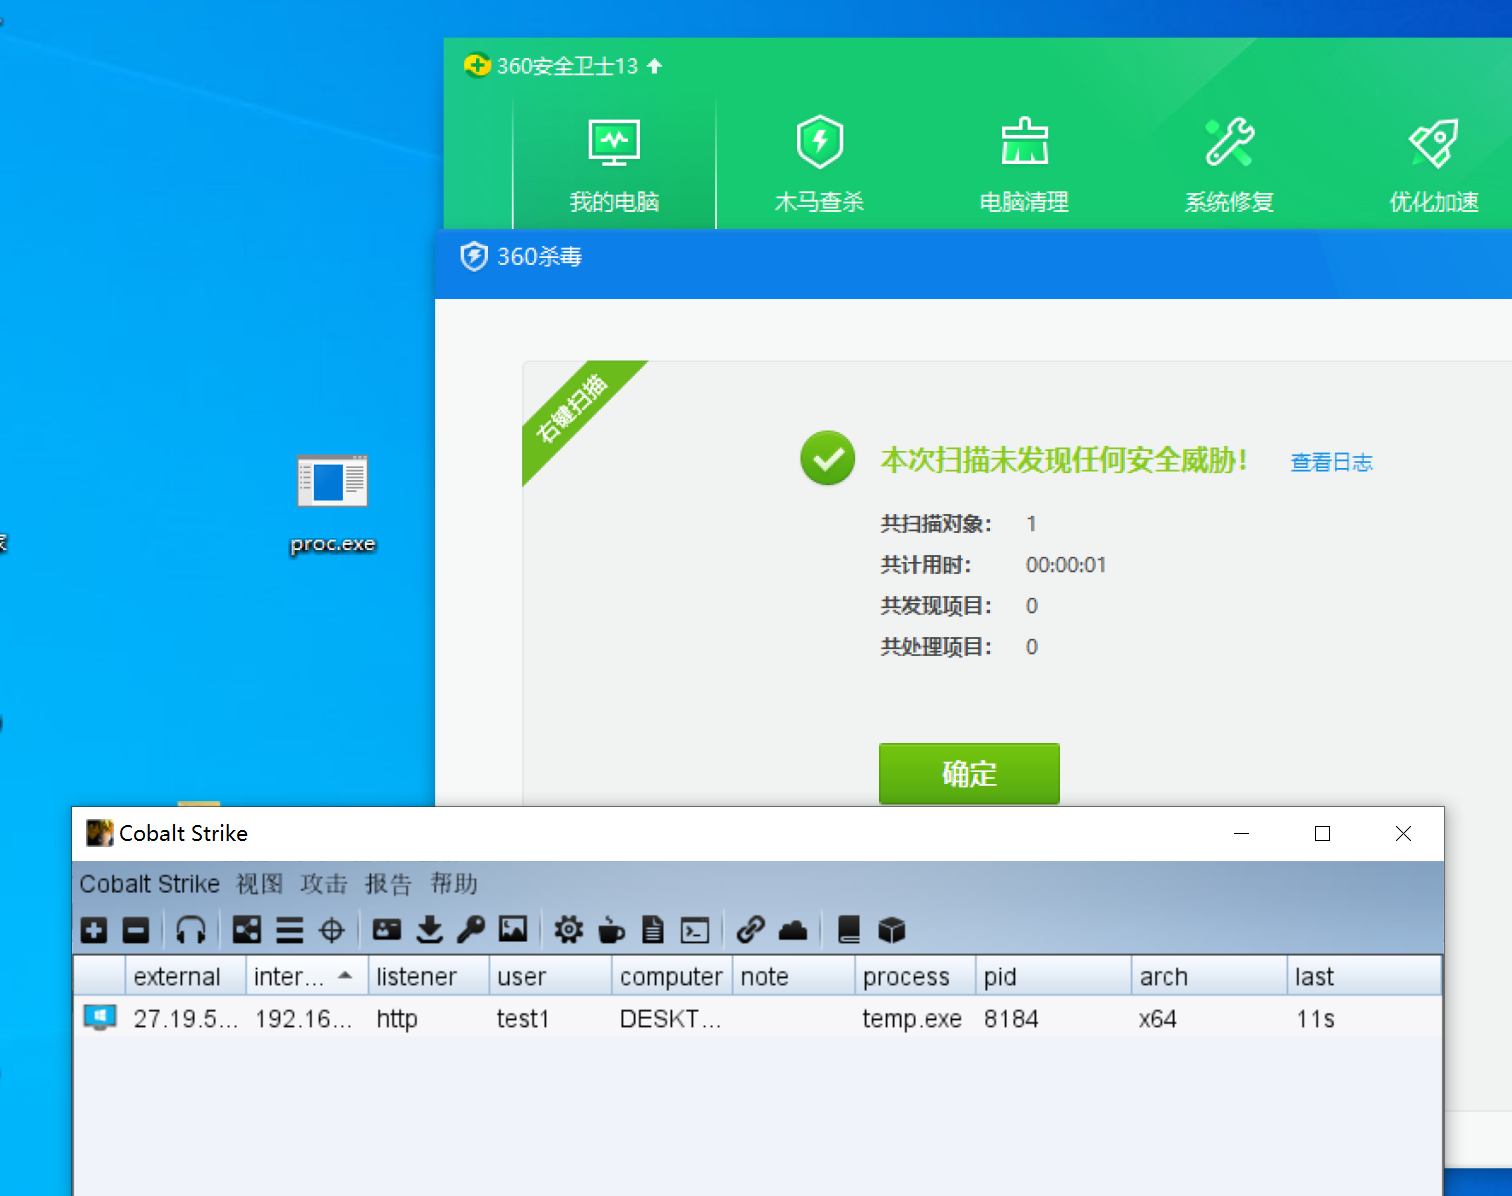 360安全卫士13
我的电脑 木马查杀 电脑清理 系统修复 优化加速
360杀毒
右键扫描
本次扫描未发现任何安全威胁! 查看日志
共扫描对象: 1
共计用时: 00:00:01
共发现项目: 0
共处理项目: 0
确定
proc.exe
Cobalt Strike
Cobalt Strike 视图 攻击 报告 帮助
external inter... listener user computer note process pid arch last
27.19.5... 192.16... http test1 DESKT... temp.exe 8184 x64 11s